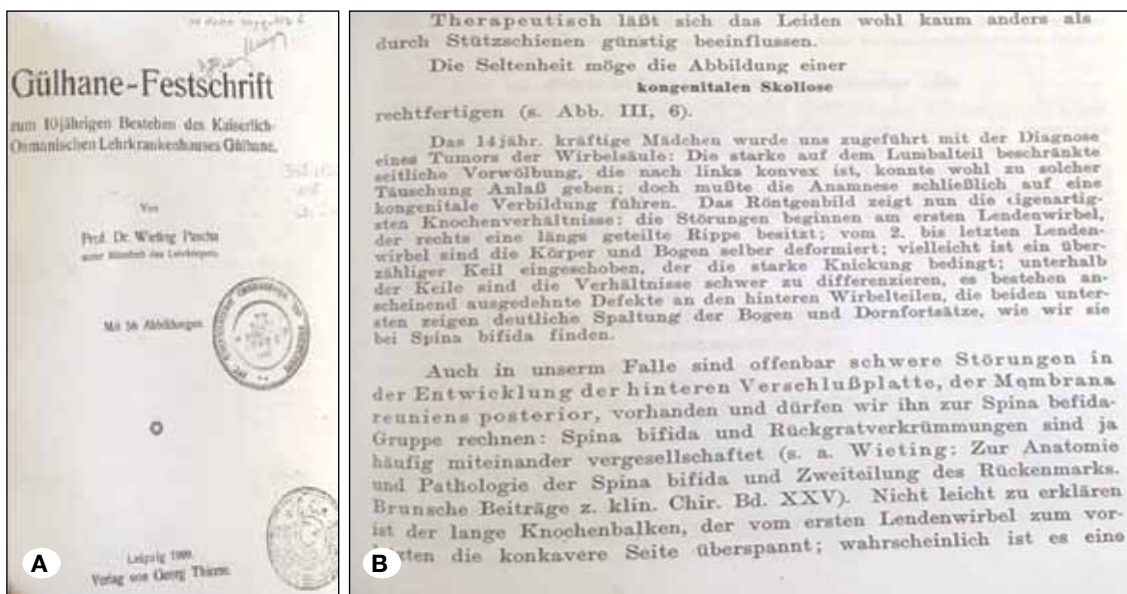 Gülhane-Festschrift
zum 10jährigen Bestehen des Kaiserlich-
Osmanischen Lehrkrankenhauses Gülhane.
Von
Prof. Dr. Wieting Pascha
unter Mithilfe des Lehrkörpers.
Mit 56 Abbildungen.
Leipzig 1909.
Verlag von Georg Thieme.
A
Therapeutisch läßt sich das Leiden wohl kaum anders als
durch Stützschienen günstig beeinflussen.
Die Seltenheit möge die Abbildung einer
kongenitalen Skoliose
rechtfertigen (s. Abb. III, 6).
Das 14jähr. kräftige Mädchen wurde uns zugeführt mit der Diagnose
eines Tumors der Wirbelsäule: Die starke auf dem Lumbalteil beschränkte
seitliche Vorwölbung, die nach links konvex ist, konnte wohl zu solcher
Täuschung Anlaß geben; doch mußte die Anamnese schließlich auf eine
kongenitale Verbildung führen. Das Röntgenbild zeigt nun die eigenartig-
sten Knochenverhältnisse: die Störungen beginnen am ersten Lendenwirbel,
der rechts eine längs geteilte Rippe besitzt; vom 2. bis letzten Lenden-
wirbel sind die Körper und Bogen selber deformiert; vielleicht ist ein über-
zähliger Keil eingeschoben, der die starke Knickung bedingt; unterhalb
der Keile sind die Verhältnisse schwer zu differenzieren, es bestehen an-
scheinend ausgedehnte Defekte an den hinteren Wirbelteilen, die beiden unter-
sten zeigen deutliche Spaltung der Bogen und Dornfortsätze, wie wir sie
bei Spina bifida finden.
Auch in unserm Falle sind offenbar schwere Störungen in
der Entwicklung der hinteren Verschlußplatte, der Membrana
reuniens posterior, vorhanden und dürfen wir ihn zur Spina befida-
Gruppe rechnen: Spina bifida und Rückgratverkrümmungen sind ja
häufig miteinander vergesellschaftet (s. a. Wieting: Zur Anatomie
und Pathologie der Spina bifida und Zweiteilung des Rückenmarks.
Brunsche Beiträge z. klin. Chir. Bd. XXV). Nicht leicht zu erklären
ist der lange Knochenbalken, der vom ersten Lendenwirbel zum vor-
die konkavere Seite überspannt; wahrscheinlich ist es eine
B